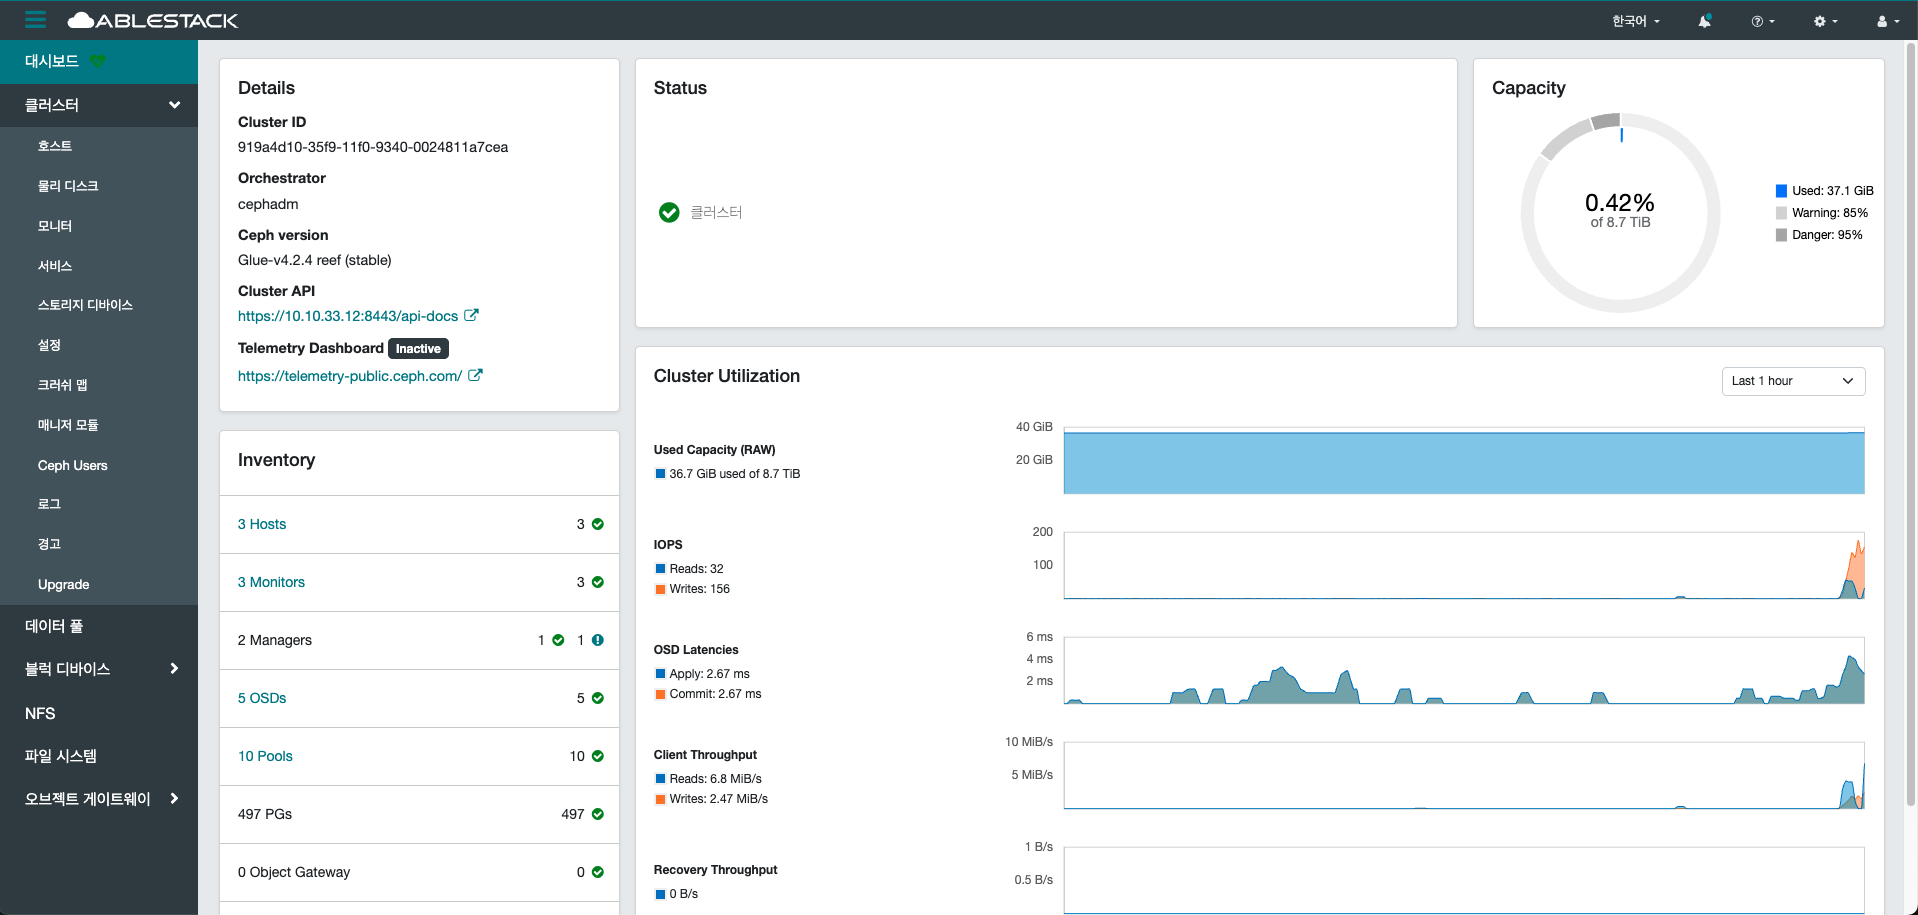 ABLESTACK
한국어
대시보드
클러스터
호스트
물리 디스크
모니터
서비스
스토리지 디바이스
설정
크러쉬 맵
매니저 모듈
Ceph Users
로그
경고
Upgrade
데이터 풀
블럭 디바이스
NFS
파일 시스템
오브젝트 게이트웨이
Details
Cluster ID
919a4d10-35f9-11f0-9340-0024811a7cea
Orchestrator
cephadm
Ceph version
Glue-v4.2.4 reef (stable)
Cluster API
https://10.10.33.12:8443/api-docs
Telemetry Dashboard Inactive
https://telemetry-public.ceph.com/
Inventory
3 Hosts 3
3 Monitors 3
2 Managers 1 1
5 OSDs 5
10 Pools 10
497 PGs 497
0 Object Gateway 0
Status
클러스터
Capacity
0.42%
of 8.7 TiB
Used: 37.1 GiB
Warning: 85%
Danger: 95%
Cluster Utilization
Last 1 hour
Used Capacity (RAW)
36.7 GiB used of 8.7 TiB
40 GiB
20 GiB
IOPS
Reads: 32
Writes: 156
200
100
OSD Latencies
Apply: 2.67 ms
Commit: 2.67 ms
6 ms
4 ms
2 ms
Client Throughput
Reads: 6.8 MiB/s
Writes: 2.47 MiB/s
10 MiB/s
5 MiB/s
Recovery Throughput
0 B/s
1 B/s
0.5 B/s